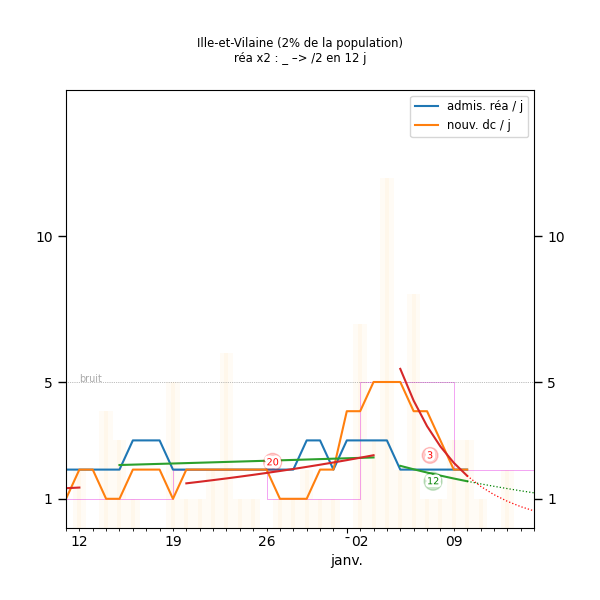 Ille-et-Vilaine (2% de la population)
réa x2 : _ –> /2 en 12 j
admis. réa / j
nouv. dc / j
10
10
bruit
5
5
20
3
12
1
1
12
19
26
02
09
janv.